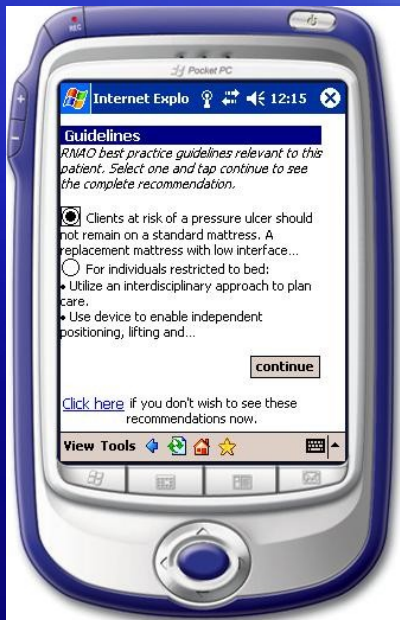 REC
Pocket PC
Internet Explo 12:15
Guidelines
RNAO best practice guidelines relevant to this
patient. Select one and tap continue to see
the complete recommendation.
Clients at risk of a pressure ulcer should
not remain on a standard mattress. A
replacement mattress with low interface...
For individuals restricted to bed:
• Utilize an interdisciplinary approach to plan
care.
• Use device to enable independent
positioning, lifting and...
continue
Click here if you don't wish to see these
recommendations now.
View Tools